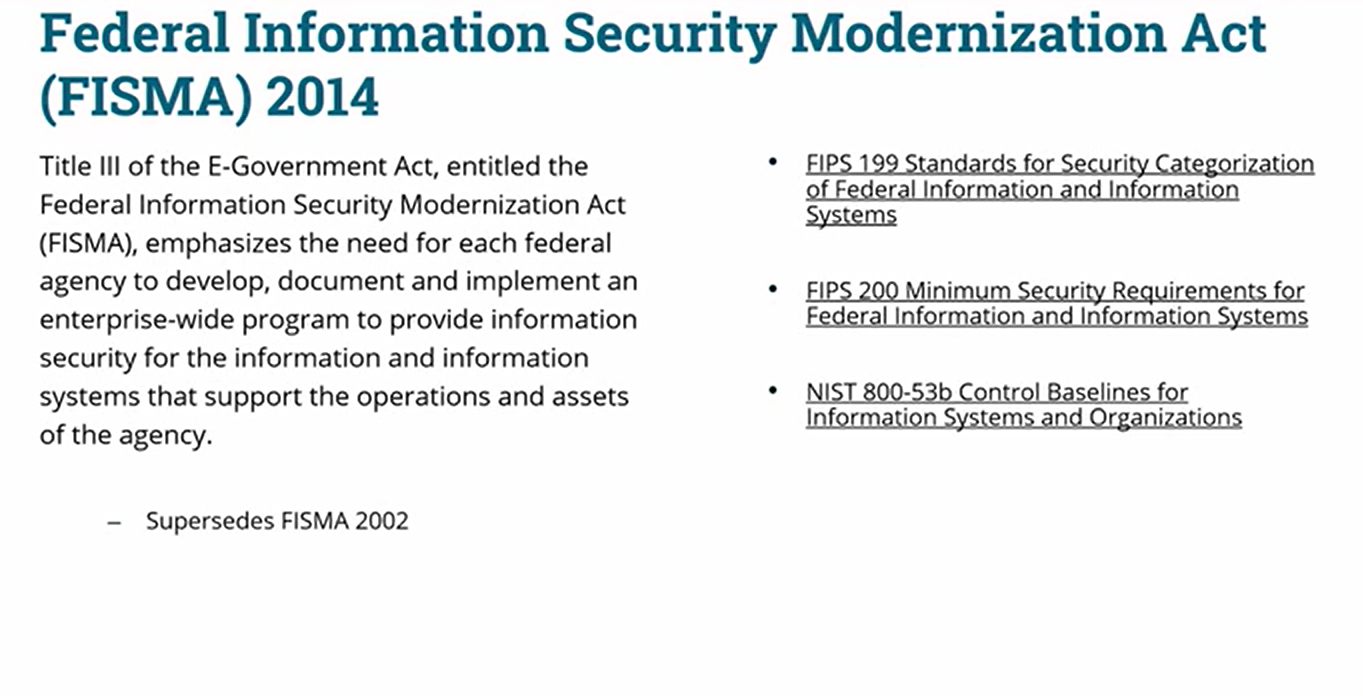 Federal Information Security Modernization Act
(FISMA) 2014
Title III of the E-Government Act, entitled the
Federal Information Security Modernization Act
(FISMA), emphasizes the need for each federal
agency to develop, document and implement an
enterprise-wide program to provide information
security for the information and information
systems that support the operations and assets
of the agency.
– Supersedes FISMA 2002
• FIPS 199 Standards for Security Categorization
of Federal Information and Information
Systems
• FIPS 200 Minimum Security Requirements for
Federal Information and Information Systems
• NIST 800-53b Control Baselines for
Information Systems and Organizations